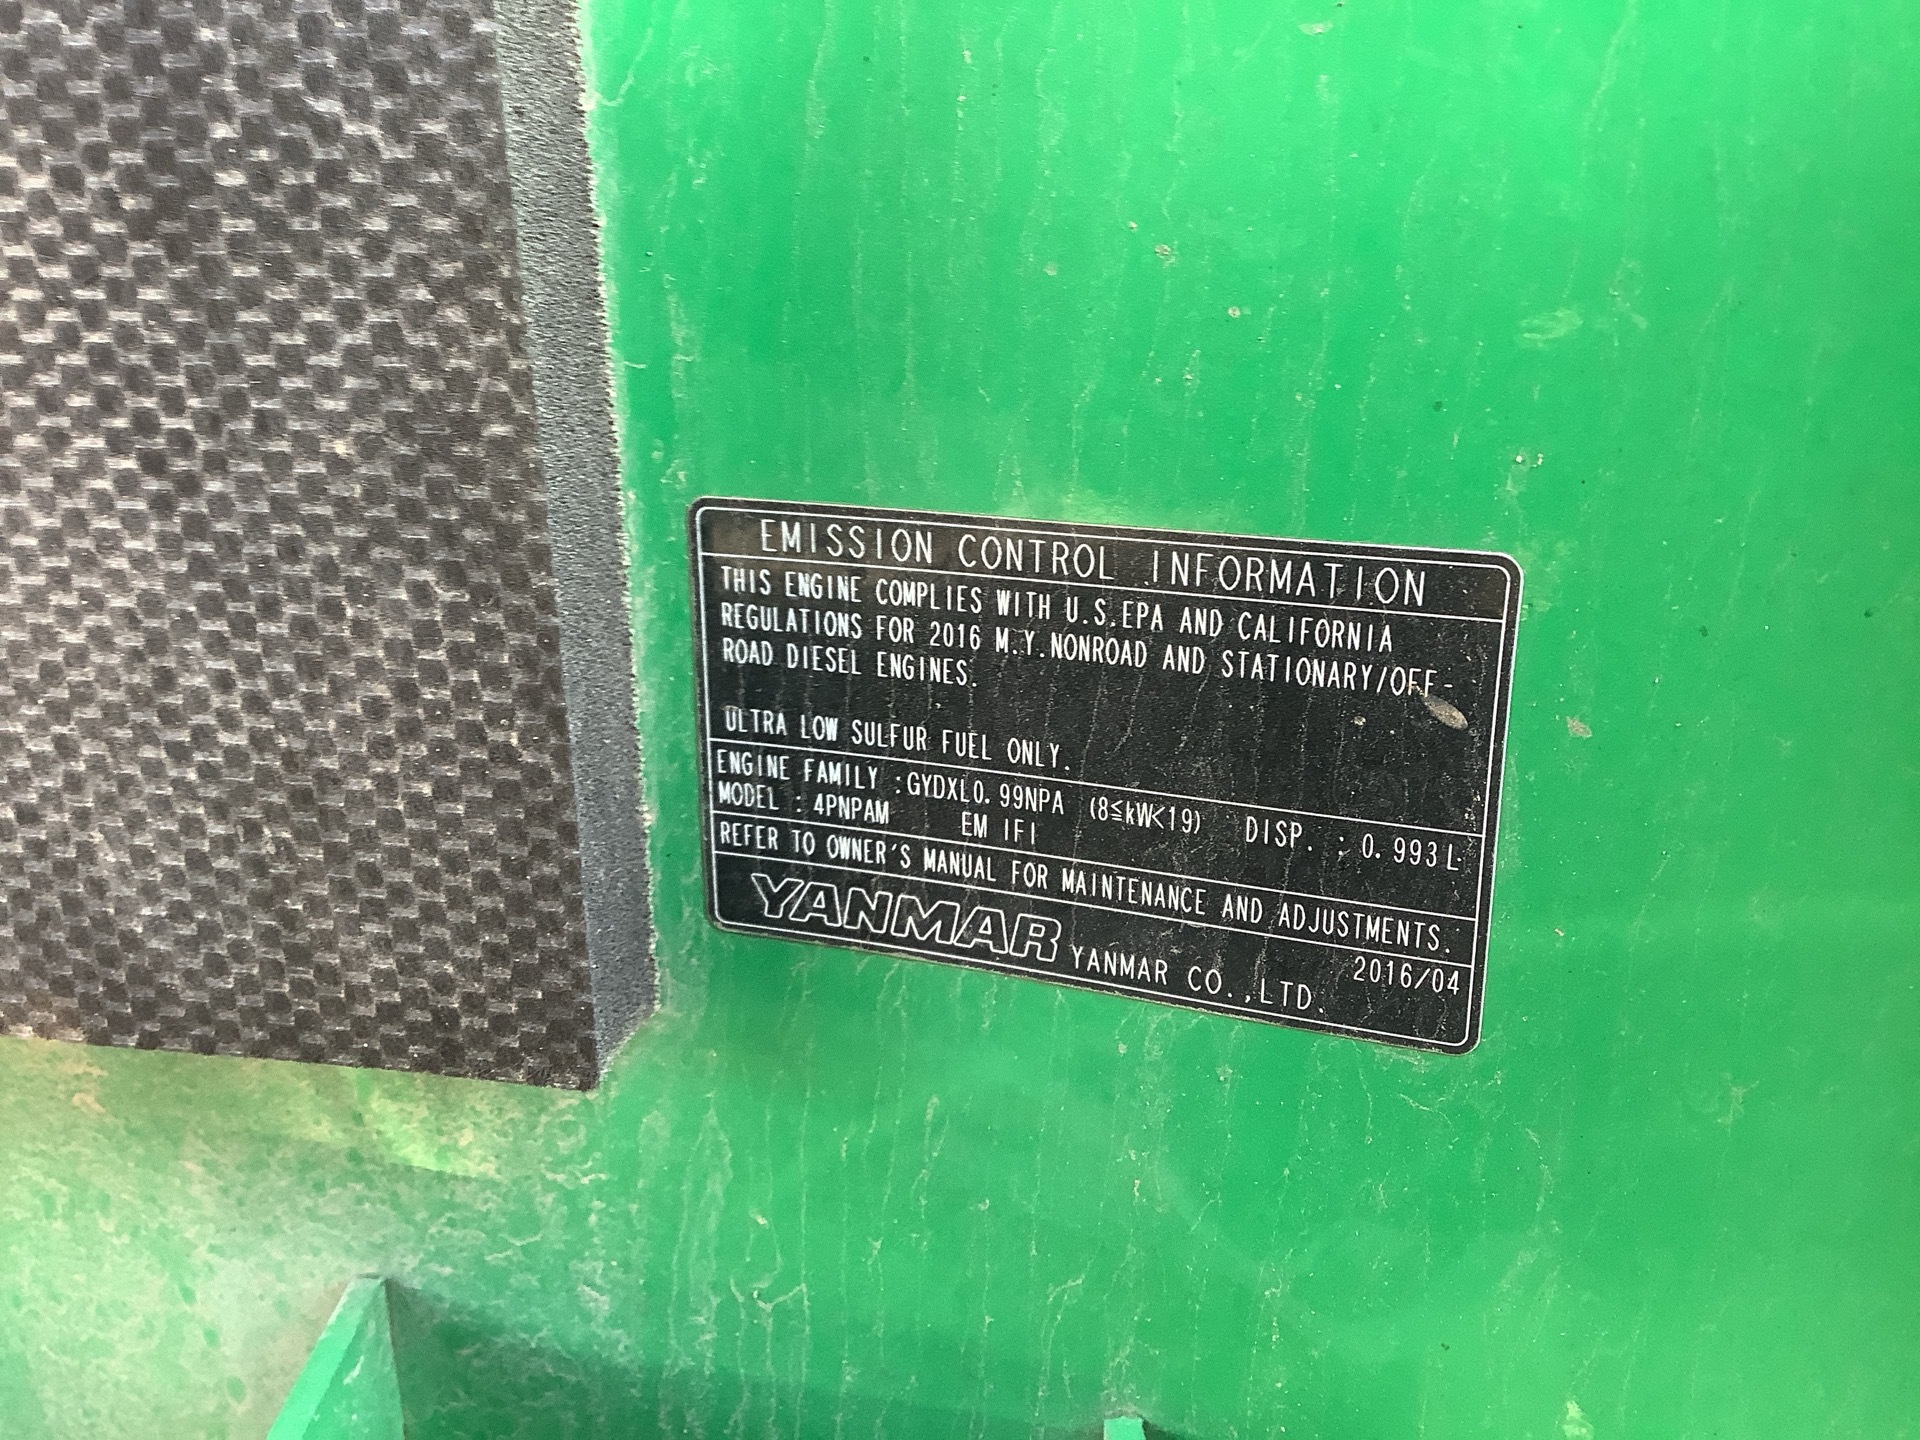 EMISSION CONTROL INFORMATION
THIS ENGINE COMPLIES WITH U.S.EPA AND CALIFORNIA
REGULATIONS FOR 2016 M.Y.NONROAD AND STATIONARY/OFF-
ROAD DIESEL ENGINES.
ULTRA LOW SULFUR FUEL ONLY.
ENGINE FAMILY :GYDXL0.99NPA (8≦kW<19) DISP. : 0.993L
MODEL : 4PNPAM EM IFI
REFER TO OWNER'S MANUAL FOR MAINTENANCE AND ADJUSTMENTS.
2016/04
YANMAR YANMAR CO.,LTD.